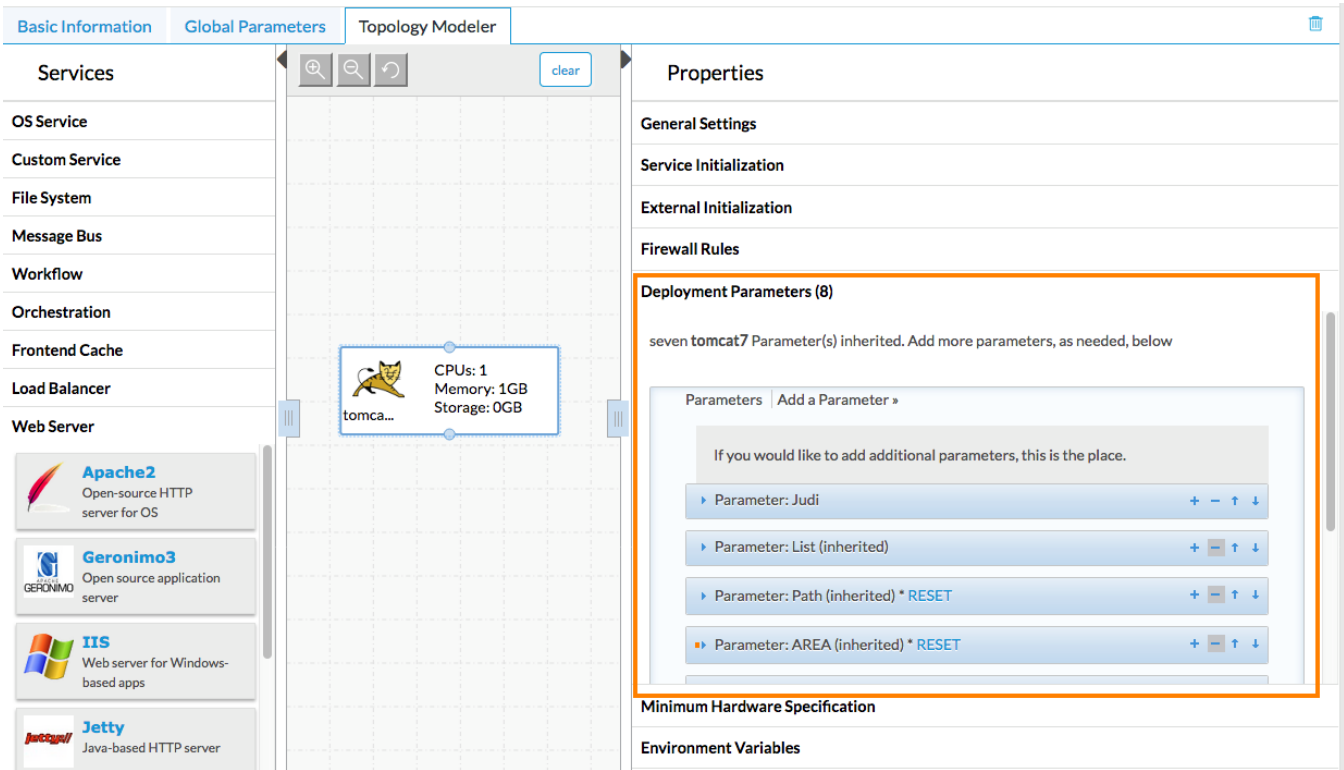 Basic Information
Global Parameters
Topology Modeler
Services
OS Service
Custom Service
File System
Message Bus
Workflow
Orchestration
Frontend Cache
Load Balancer
Web Server
Apache2
Open-source HTTP
server for OS
APACHE
GERONIMO
Geronimo3
Open source application
server
IIS
Web server for Windows-
based apps
jetty://
Jetty
Java-based HTTP server
clear
tomca...
CPUs: 1
Memory: 1GB
Storage: 0GB
Properties
General Settings
Service Initialization
External Initialization
Firewall Rules
Deployment Parameters (8)
seven tomcat7 Parameter(s) inherited. Add more parameters, as needed, below
Parameters
Add a Parameter »
If you would like to add additional parameters, this is the place.
Parameter: Judi
Parameter: List (inherited)
Parameter: Path (inherited) * RESET
Parameter: AREA (inherited) * RESET
Minimum Hardware Specification
Environment Variables